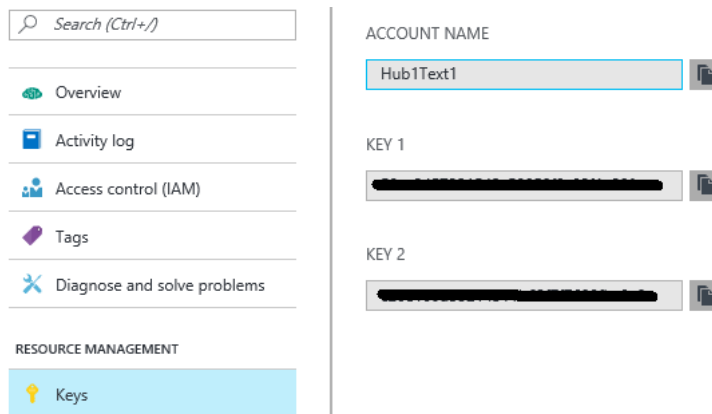 Search (Ctrl+/)
Overview
Activity log
Access control (IAM)
Tags
Diagnose and solve problems
RESOURCE MANAGEMENT
Keys
ACCOUNT NAME
Hub1Text1
KEY 1
KEY 2